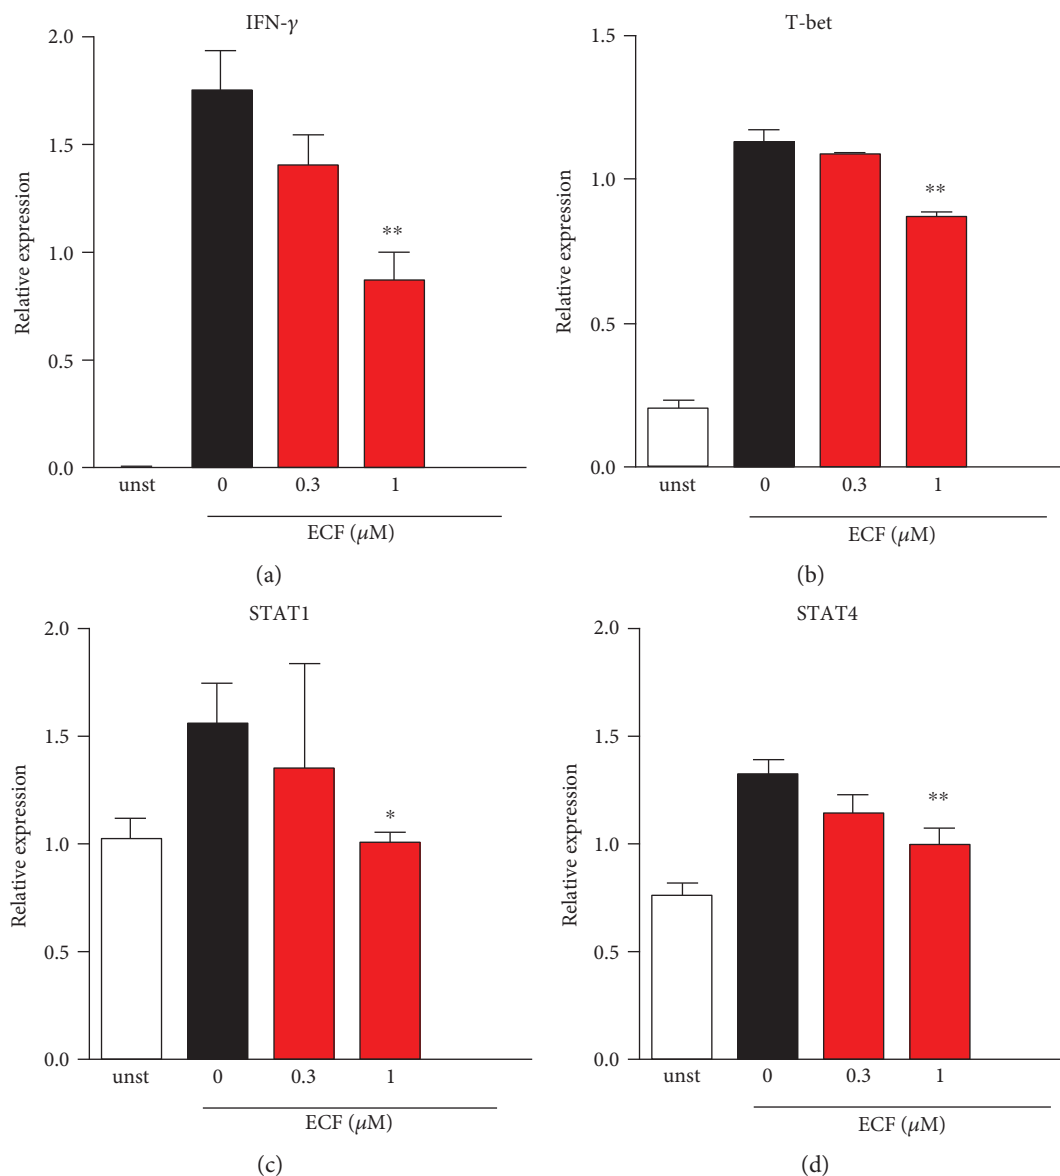 IFN-γ
Relative expression
2.0
1.5
1.0
0.5
0.0
**
unst 0 0.3 1
ECF (μM)
(a)
T-bet
Relative expression
1.5
1.0
0.5
0.0
**
unst 0 0.3 1
ECF (μM)
(b)
STAT1
Relative expression
2.0
1.5
1.0
0.5
0.0
*
unst 0 0.3 1
ECF (μM)
(c)
STAT4
Relative expression
2.0
1.5
1.0
0.5
0.0
**
unst 0 0.3 1
ECF (μM)
(d)